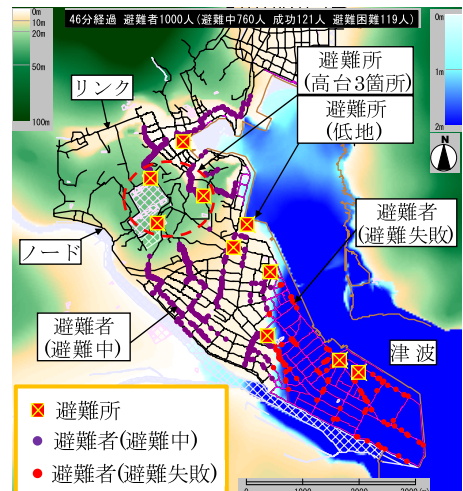 46分経過 避難者1000人(避難中760人 成功121人 避難困難119人)
0m
10m
20m
50m
100m
0m
1m
2m
N
リンク
避難所
(高台3箇所)
避難所
(低地)
避難者
(避難失敗)
ノード
避難者
(避難中)
津波
避難所
避難者(避難中)
避難者(避難失敗)
0
1000
2000
3000(m)